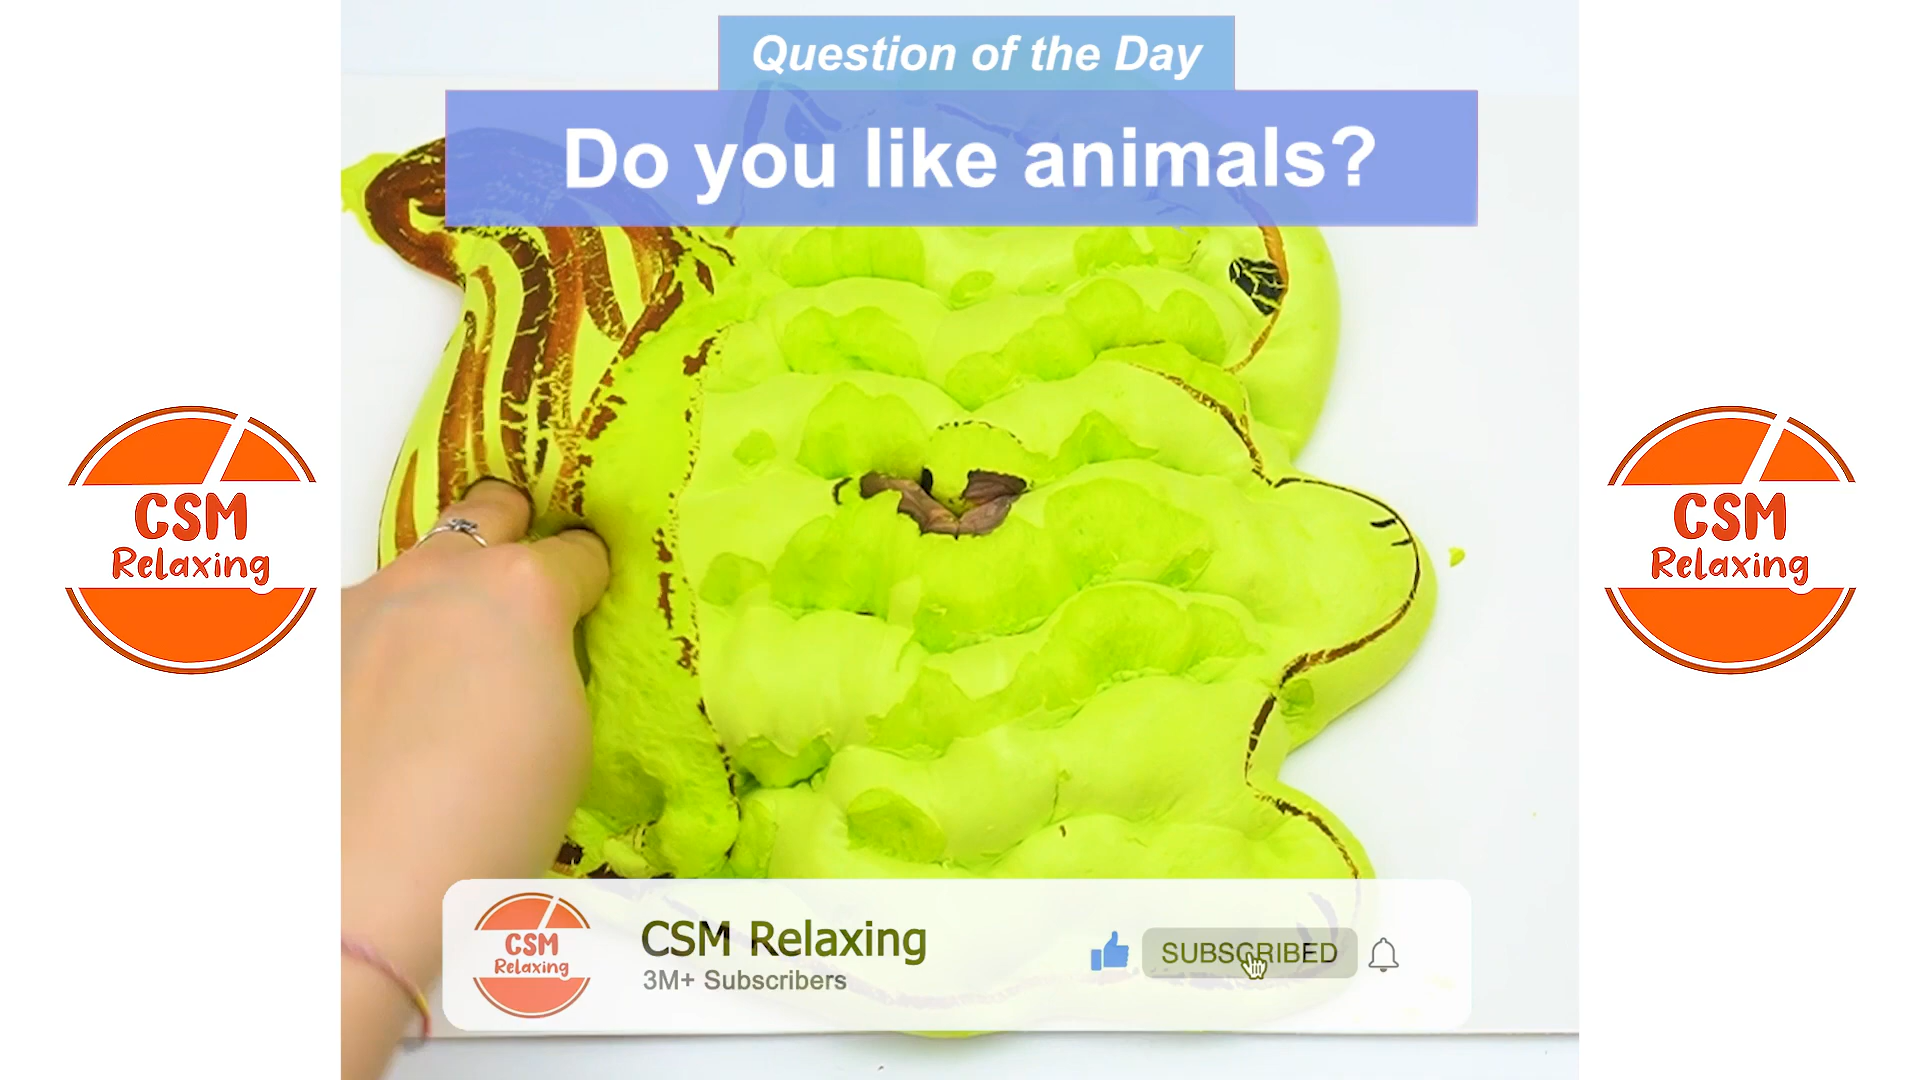 Question of the Day
Do you like animals?
CSM
Relaxing
CSM
Relaxing
CSM
Relaxing
CSM Relaxing
3M+ Subscribers
SUBSCRIBED